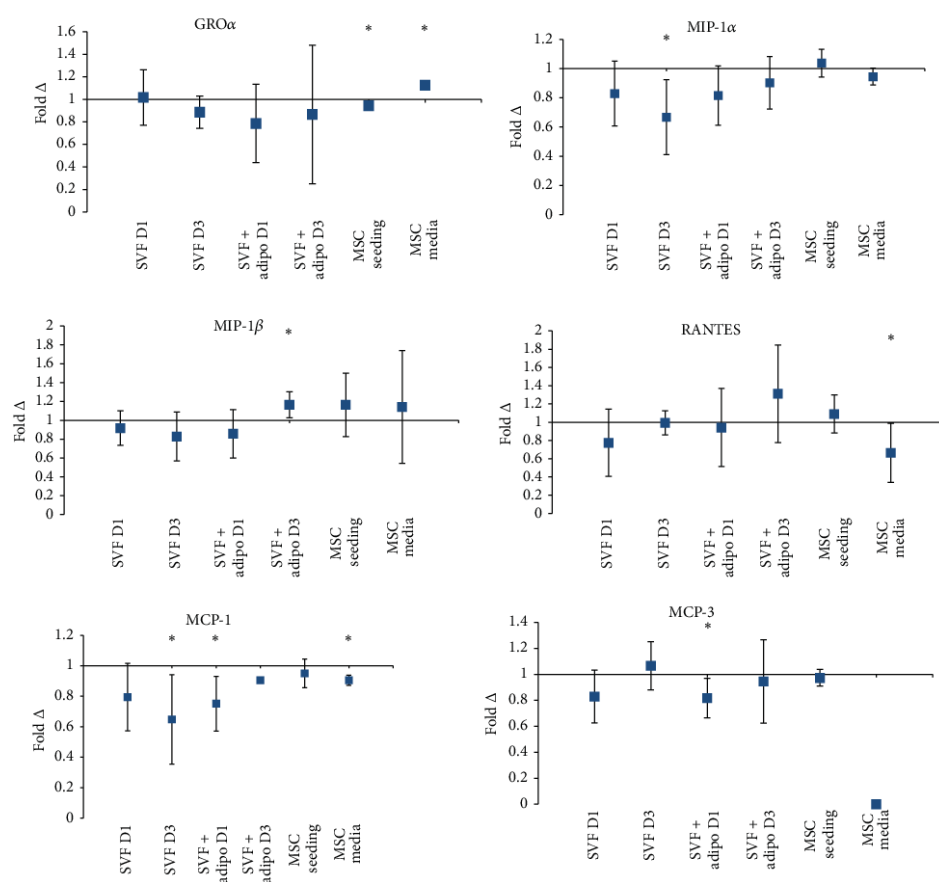 GROα
* *
Fold Δ
1.6
1.4
1.2
1
0.8
0.6
0.4
0.2
0
SVF D1
SVF D3
SVF +
adipo D1
SVF +
adipo D3
MSC
seeding
MSC
media
MIP-1α
*
Fold Δ
1.2
1
0.8
0.6
0.4
0.2
0
SVF D1
SVF D3
SVF +
adipo D1
SVF +
adipo D3
MSC
seeding
MSC
media
MIP-1β
*
Fold Δ
2
1.8
1.6
1.4
1.2
1
0.8
0.6
0.4
0.2
0
SVF D1
SVF D3
SVF +
adipo D1
SVF +
adipo D3
MSC
seeding
MSC
media
RANTES
*
Fold Δ
2
1.8
1.6
1.4
1.2
1
0.8
0.6
0.4
0.2
0
SVF D1
SVF D3
SVF +
adipo D1
SVF +
adipo D3
MSC
seeding
MSC
media
MCP-1
* * *
Fold Δ
1.2
1
0.8
0.6
0.4
0.2
0
SVF D1
SVF D3
SVF +
adipo D1
SVF +
adipo D3
MSC
seeding
MSC
media
MCP-3
*
Fold Δ
1.4
1.2
1
0.8
0.6
0.4
0.2
0
SVF D1
SVF D3
SVF +
adipo D1
SVF +
adipo D3
MSC
seeding
MSC
media